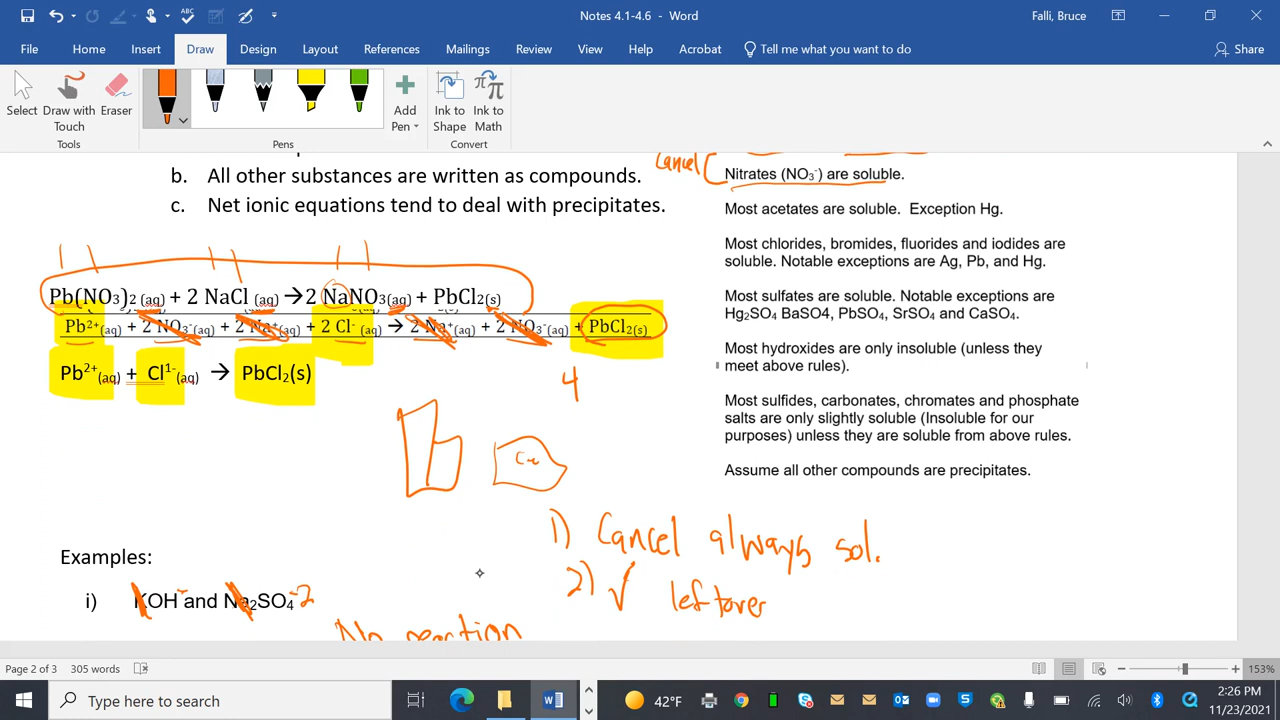 Notes 4.1-4.6 - Word
Falli, Bruce
File Home Insert Draw Design Layout References Mailings Review View Help Acrobat Tell me what you want to do Share
Select Draw with Touch Eraser Add Pen Ink to Shape Ink to Math
Tools Pens Convert
b. All other substances are written as compounds.
c. Net ionic equations tend to deal with precipitates.
Pb(NO₃)₂ (aq) + 2 NaCl (aq) → 2 NaNO₃(aq) + PbCl₂(s)
Pb²⁺(aq) + 2 NO₃⁻(aq) + 2 Na⁺(aq) + 2 Cl⁻(aq) → 2 Na⁺(aq) + 2 NO₃⁻(aq) + PbCl₂(s)
Pb²⁺(aq) + Cl¹⁻(aq) → PbCl₂(s)
4
Cancel
Nitrates (NO₃⁻) are soluble.
Most acetates are soluble. Exception Hg.
Most chlorides, bromides, fluorides and iodides are
soluble. Notable exceptions are Ag, Pb, and Hg.
Most sulfates are soluble. Notable exceptions are
Hg₂SO₄ BaSO4, PbSO₄, SrSO₄ and CaSO₄.
Most hydroxides are only insoluble (unless they
meet above rules).
Most sulfides, carbonates, chromates and phosphate
salts are only slightly soluble (Insoluble for our
purposes) unless they are soluble from above rules.
Assume all other compounds are precipitates.
1) Cancel always sol.
2) √ leftover
Examples:
i) KOH⁻ and Na₂SO₄⁻²
No reaction
Page 2 of 3 305 words 153%
Type here to search
42°F
2:26 PM
11/23/2021